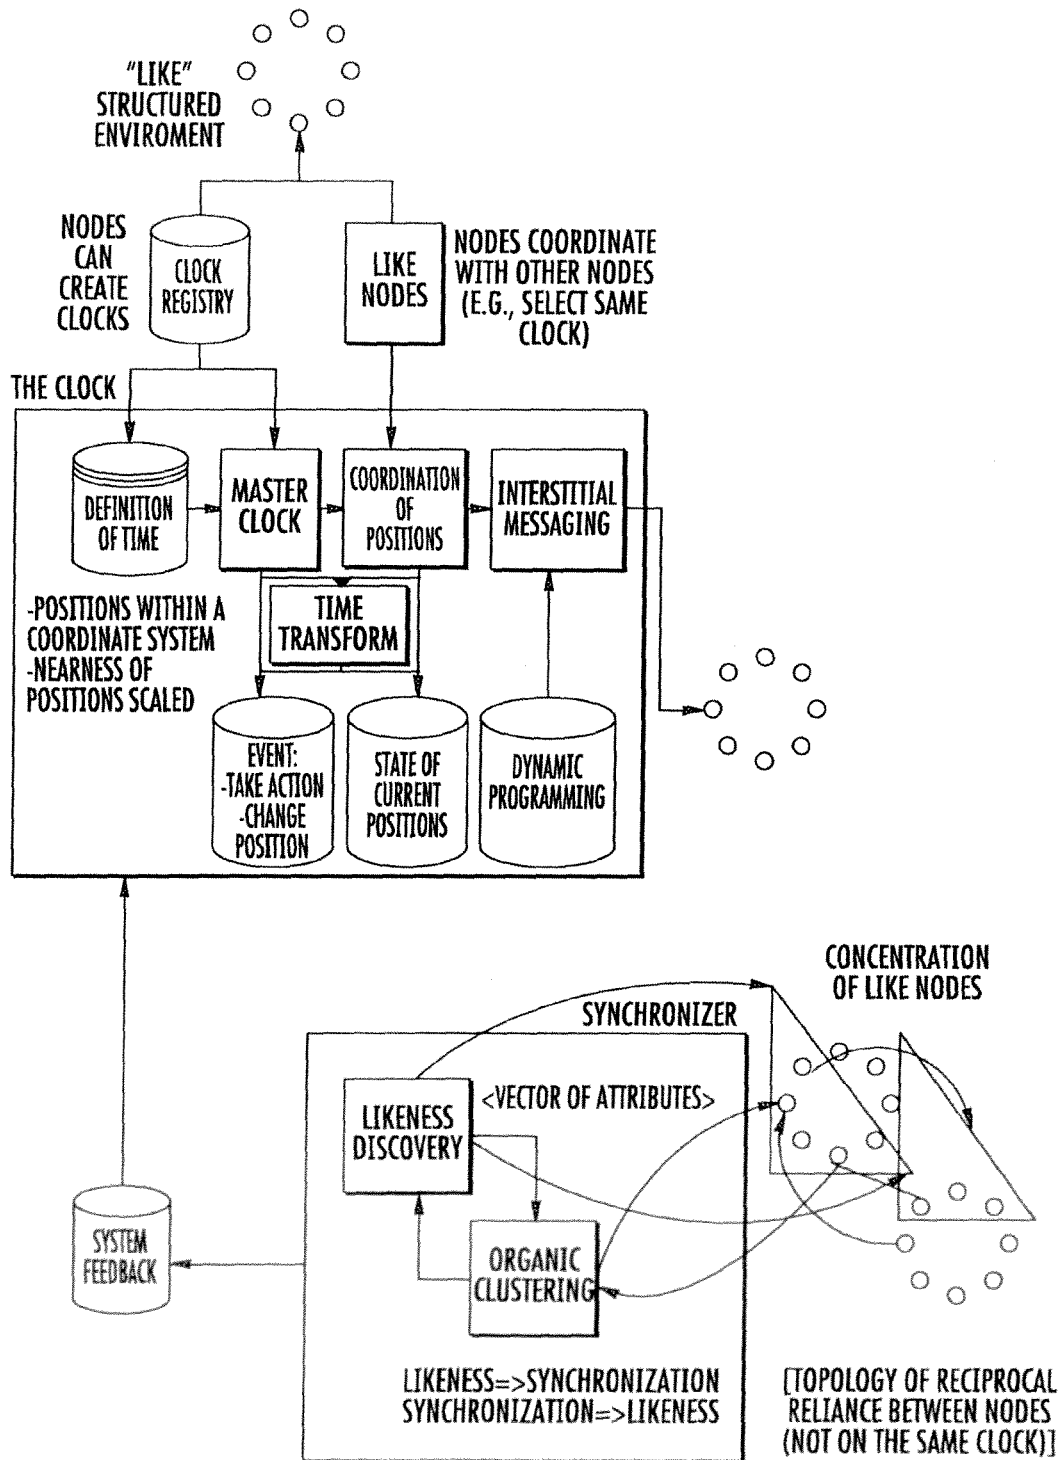 "LIKE"
STRUCTURED
ENVIROMENT
NODES
CAN
CREATE
CLOCKS
CLOCK
REGISTRY
LIKE
NODES
NODES COORDINATE
WITH OTHER NODES
(E.G., SELECT SAME
CLOCK)
THE CLOCK
DEFINITION
OF TIME
MASTER
CLOCK
COORDINATION
OF
POSITIONS
INTERSTITIAL
MESSAGING
-POSITIONS WITHIN A
COORDINATE SYSTEM
-NEARNESS OF
POSITIONS SCALED
TIME
TRANSFORM
EVENT:
-TAKE ACTION
-CHANGE
POSITION
STATE OF
CURRENT
POSITIONS
DYNAMIC
PROGRAMMING
CONCENTRATION
OF LIKE NODES
SYNCHRONIZER
LIKENESS
DISCOVERY
<VECTOR OF ATTRIBUTES>
ORGANIC
CLUSTERING
SYSTEM
FEEDBACK
LIKENESS=>SYNCHRONIZATION
SYNCHRONIZATION=>LIKENESS
[TOPOLOGY OF RECIPROCAL
RELIANCE BETWEEN NODES
(NOT ON THE SAME CLOCK)]